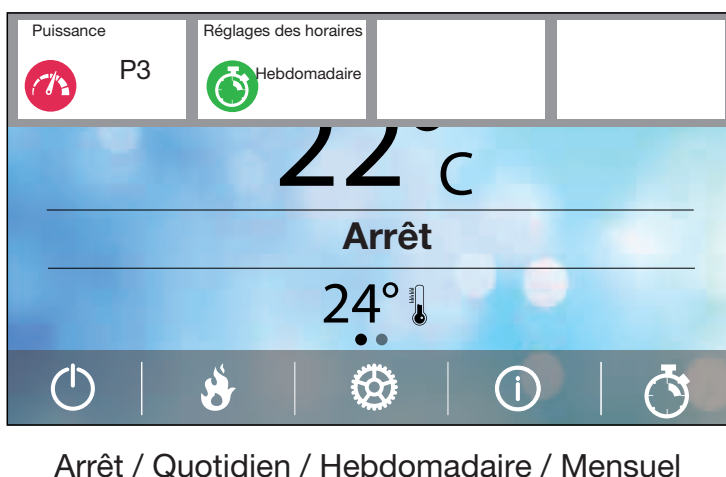 Puissance
P3
Réglages des horaires
Hebdomadaire
22°C
Arrêt
24°
Arrêt / Quotidien / Hebdomadaire / Mensuel